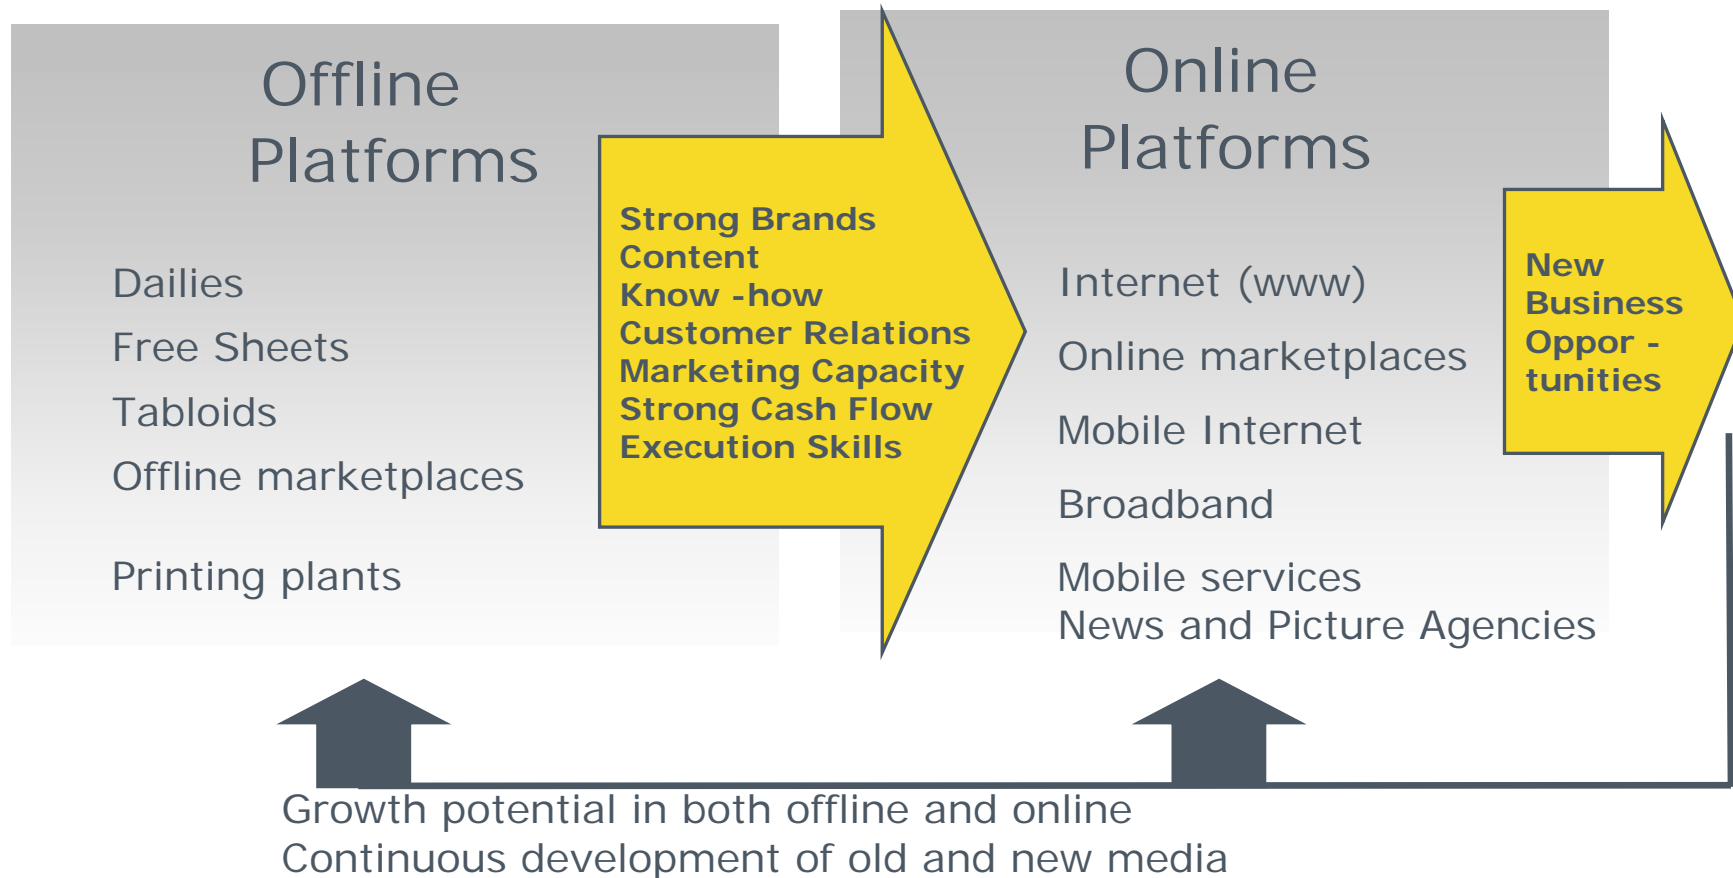 Offline
Platforms
Dailies
Free Sheets
Tabloids
Offline marketplaces
Printing plants
Strong Brands
Content
Know -how
Customer Relations
Marketing Capacity
Strong Cash Flow
Execution Skills
Online
Platforms
Internet (www)
Online marketplaces
Mobile Internet
Broadband
Mobile services
News and Picture Agencies
New
Business
Oppor -
tunities
Growth potential in both offline and online
Continuous development of old and new media